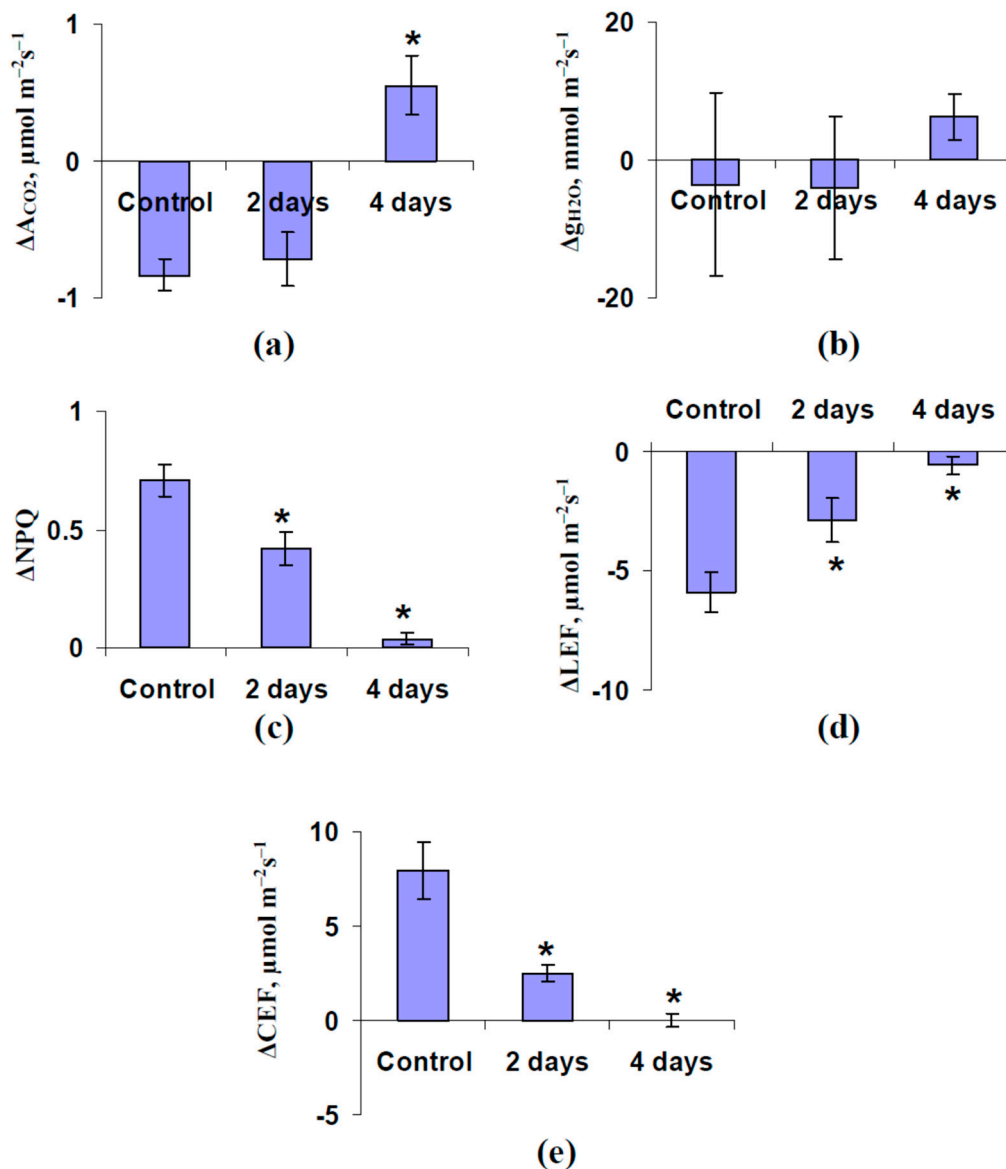 1
0
-1
ΔACO2, µmol m−2s−1
Control
2 days
4 days
*
(a)
20
0
-20
ΔgH2O, mmol m−2s−1
Control
2 days
4 days
(b)
1
0.5
0
ΔNPQ
*
*
Control
2 days
4 days
(c)
Control
2 days
4 days
0
-5
-10
ΔLEF, µmol m−2s−1
*
*
(d)
10
5
0
-5
ΔCEF, µmol m−2s−1
*
*
Control
2 days
4 days
(e)